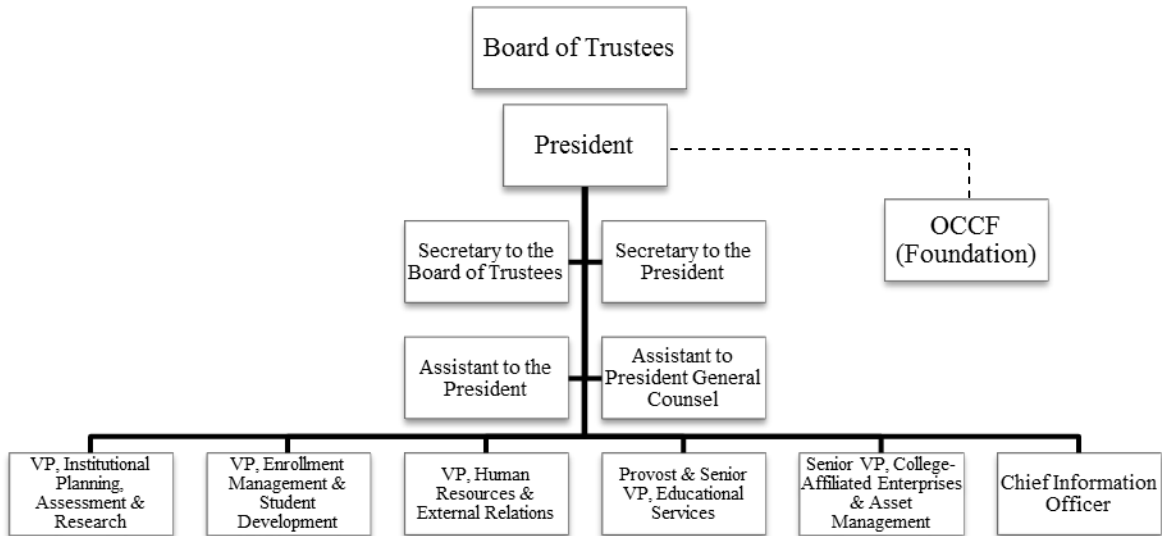 Board of Trustees
President
OCCF
(Foundation)
Secretary to the
Board of Trustees
Secretary to the
President
Assistant to the
President
Assistant to
President General
Counsel
VP, Institutional
Planning,
Assessment &
Research
VP, Enrollment
Management &
Student
Development
VP, Human
Resources &
External Relations
Provost & Senior
VP, Educational
Services
Senior VP, College-
Affiliated Enterprises
& Asset
Management
Chief Information
Officer